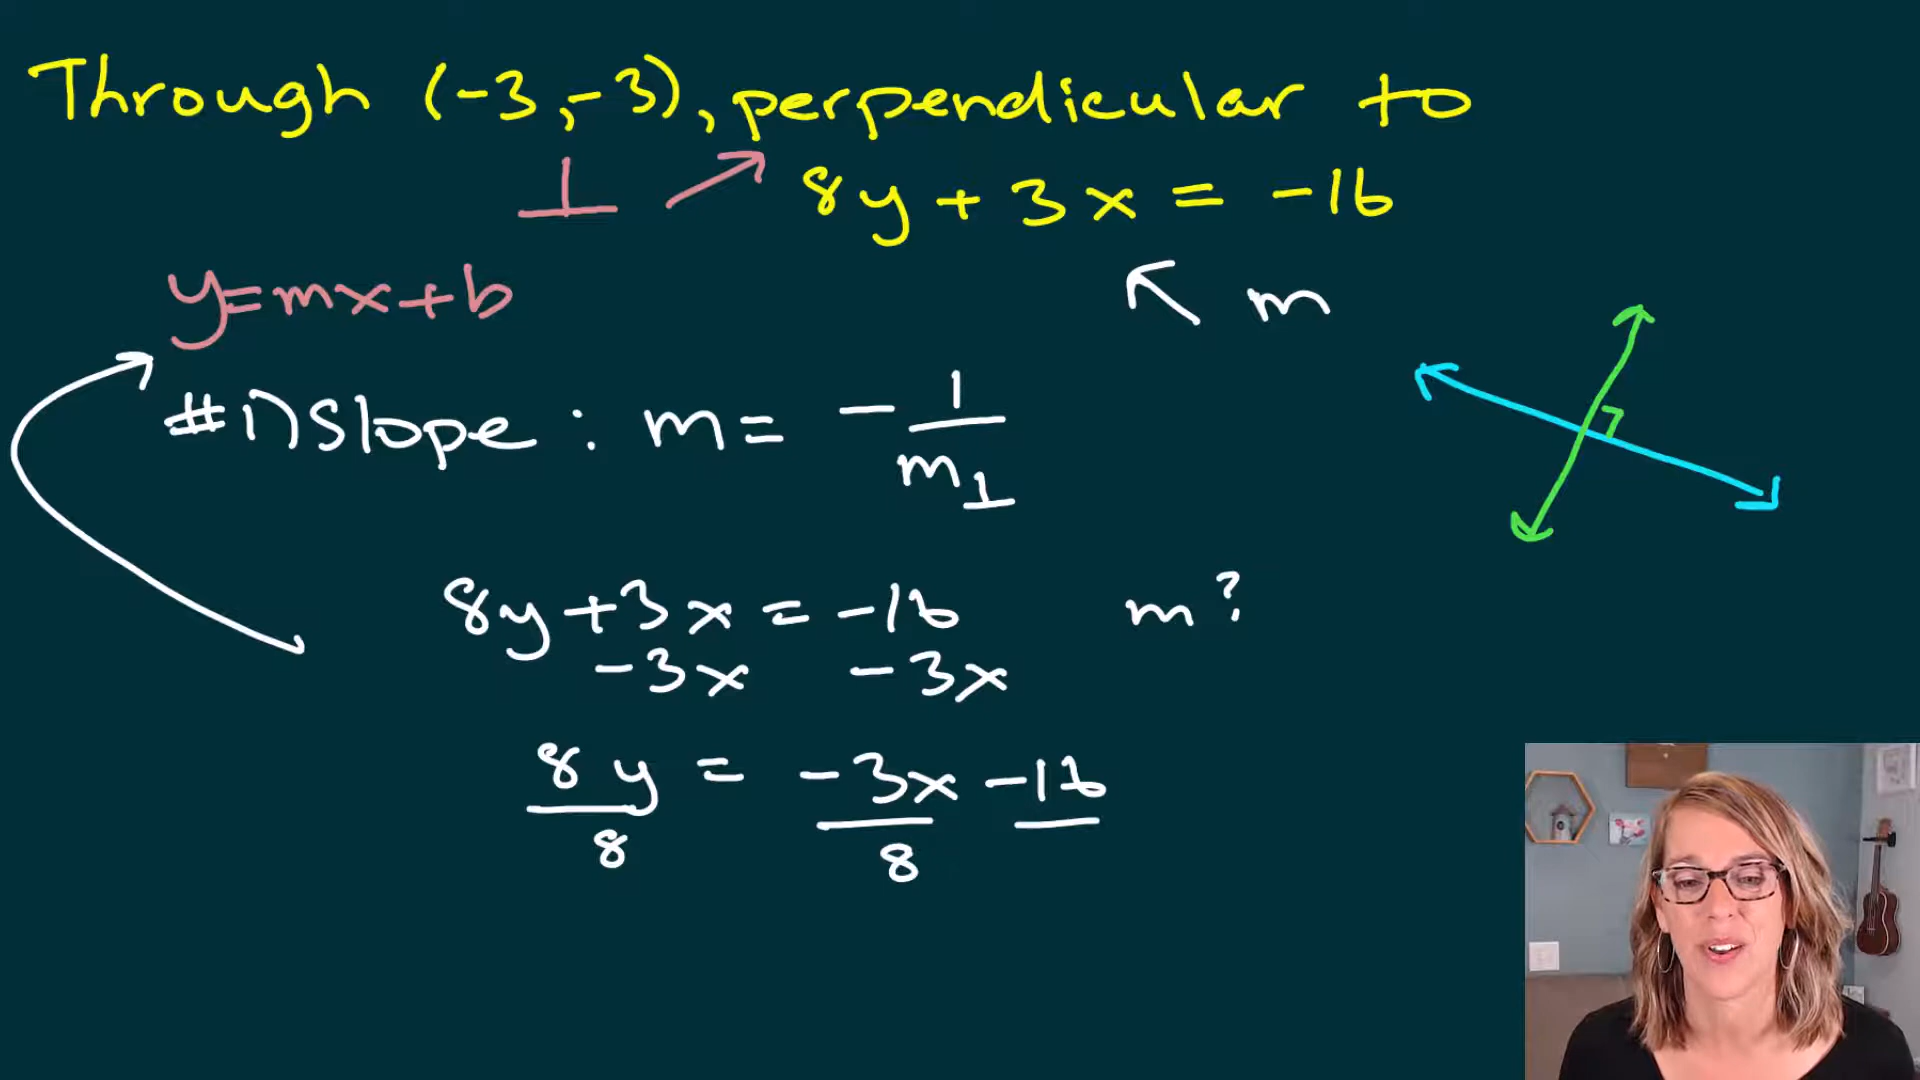 Through (-3,-3), perpendicular to
⊥ 8y + 3x = -16
y=mx+b
m
#1) Slope : m = - 1/m⊥
8y + 3x = -16 m?
-3x -3x
8y = -3x -16
8 8